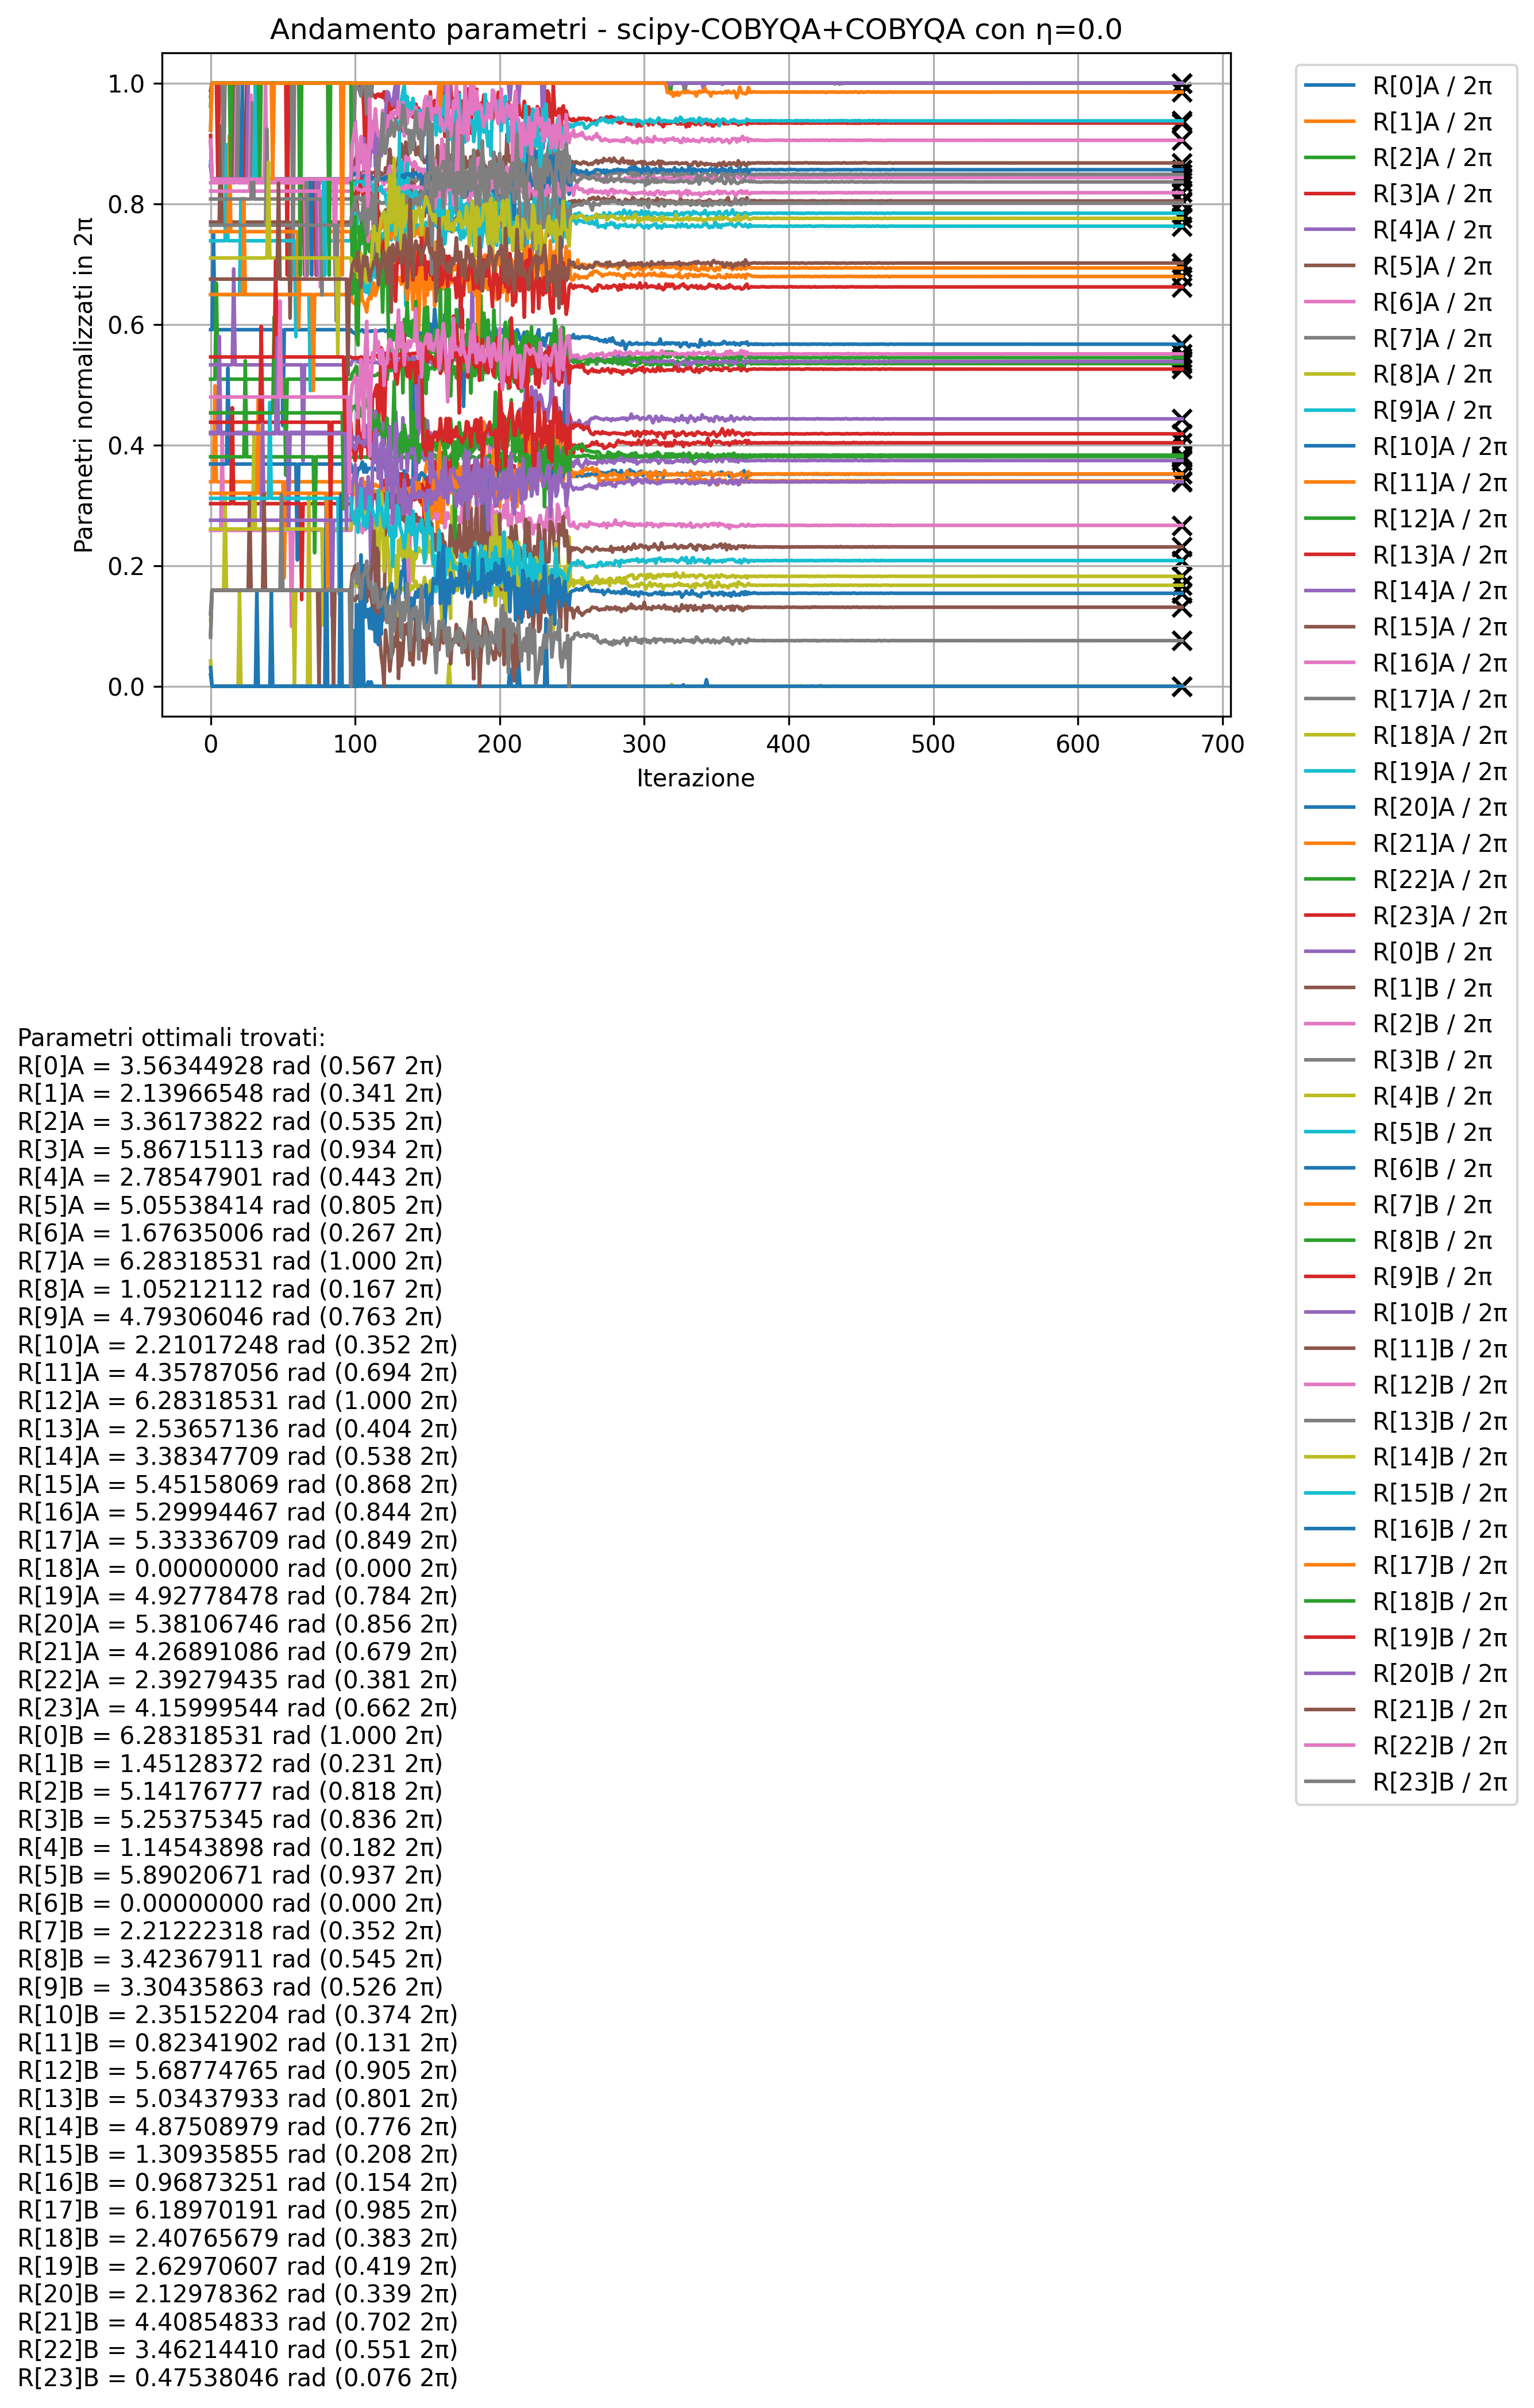 Andamento parametri - scipy-COBYQA+COBYQA con η=0.0
Parametri normalizzati in 2π
1.0
0.8
0.6
0.4
0.2
0.0
0 100 200 300 400 500 600 700
Iterazione
R[0]A / 2π
R[1]A / 2π
R[2]A / 2π
R[3]A / 2π
R[4]A / 2π
R[5]A / 2π
R[6]A / 2π
R[7]A / 2π
R[8]A / 2π
R[9]A / 2π
R[10]A / 2π
R[11]A / 2π
R[12]A / 2π
R[13]A / 2π
R[14]A / 2π
R[15]A / 2π
R[16]A / 2π
R[17]A / 2π
R[18]A / 2π
R[19]A / 2π
R[20]A / 2π
R[21]A / 2π
R[22]A / 2π
R[23]A / 2π
R[0]B / 2π
R[1]B / 2π
R[2]B / 2π
R[3]B / 2π
R[4]B / 2π
R[5]B / 2π
R[6]B / 2π
R[7]B / 2π
R[8]B / 2π
R[9]B / 2π
R[10]B / 2π
R[11]B / 2π
R[12]B / 2π
R[13]B / 2π
R[14]B / 2π
R[15]B / 2π
R[16]B / 2π
R[17]B / 2π
R[18]B / 2π
R[19]B / 2π
R[20]B / 2π
R[21]B / 2π
R[22]B / 2π
R[23]B / 2π
Parametri ottimali trovati:
R[0]A = 3.56344928 rad (0.567 2π)
R[1]A = 2.13966548 rad (0.341 2π)
R[2]A = 3.36173822 rad (0.535 2π)
R[3]A = 5.86715113 rad (0.934 2π)
R[4]A = 2.78547901 rad (0.443 2π)
R[5]A = 5.05538414 rad (0.805 2π)
R[6]A = 1.67635006 rad (0.267 2π)
R[7]A = 6.28318531 rad (1.000 2π)
R[8]A = 1.05212112 rad (0.167 2π)
R[9]A = 4.79306046 rad (0.763 2π)
R[10]A = 2.21017248 rad (0.352 2π)
R[11]A = 4.35787056 rad (0.694 2π)
R[12]A = 6.28318531 rad (1.000 2π)
R[13]A = 2.53657136 rad (0.404 2π)
R[14]A = 3.38347709 rad (0.538 2π)
R[15]A = 5.45158069 rad (0.868 2π)
R[16]A = 5.29994467 rad (0.844 2π)
R[17]A = 5.33336709 rad (0.849 2π)
R[18]A = 0.00000000 rad (0.000 2π)
R[19]A = 4.92778478 rad (0.784 2π)
R[20]A = 5.38106746 rad (0.856 2π)
R[21]A = 4.26891086 rad (0.679 2π)
R[22]A = 2.39279435 rad (0.381 2π)
R[23]A = 4.15999544 rad (0.662 2π)
R[0]B = 6.28318531 rad (1.000 2π)
R[1]B = 1.45128372 rad (0.231 2π)
R[2]B = 5.14176777 rad (0.818 2π)
R[3]B = 5.25375345 rad (0.836 2π)
R[4]B = 1.14543898 rad (0.182 2π)
R[5]B = 5.89020671 rad (0.937 2π)
R[6]B = 0.00000000 rad (0.000 2π)
R[7]B = 2.21222318 rad (0.352 2π)
R[8]B = 3.42367911 rad (0.545 2π)
R[9]B = 3.30435863 rad (0.526 2π)
R[10]B = 2.35152204 rad (0.374 2π)
R[11]B = 0.82341902 rad (0.131 2π)
R[12]B = 5.68774765 rad (0.905 2π)
R[13]B = 5.03437933 rad (0.801 2π)
R[14]B = 4.87508979 rad (0.776 2π)
R[15]B = 1.30935855 rad (0.208 2π)
R[16]B = 0.96873251 rad (0.154 2π)
R[17]B = 6.18970191 rad (0.985 2π)
R[18]B = 2.40765679 rad (0.383 2π)
R[19]B = 2.62970607 rad (0.419 2π)
R[20]B = 2.12978362 rad (0.339 2π)
R[21]B = 4.40854833 rad (0.702 2π)
R[22]B = 3.46214410 rad (0.551 2π)
R[23]B = 0.47538046 rad (0.076 2π)